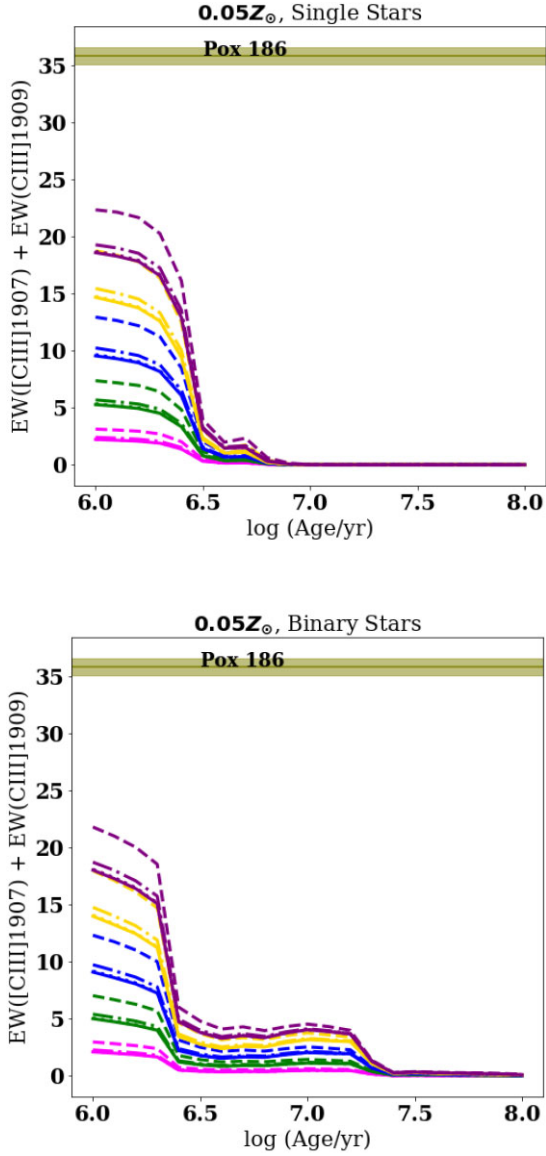 0.05Z⊙, Single Stars
Pox 186
35
30
25
20
15
10
5
0
EW([CIII]1907) + EW(CIII]1909)
6.0 6.5 7.0 7.5 8.0
log (Age/yr)
0.05Z⊙, Binary Stars
Pox 186
35
30
25
20
15
10
5
0
EW([CIII]1907) + EW(CIII]1909)
6.0 6.5 7.0 7.5 8.0
log (Age/yr)